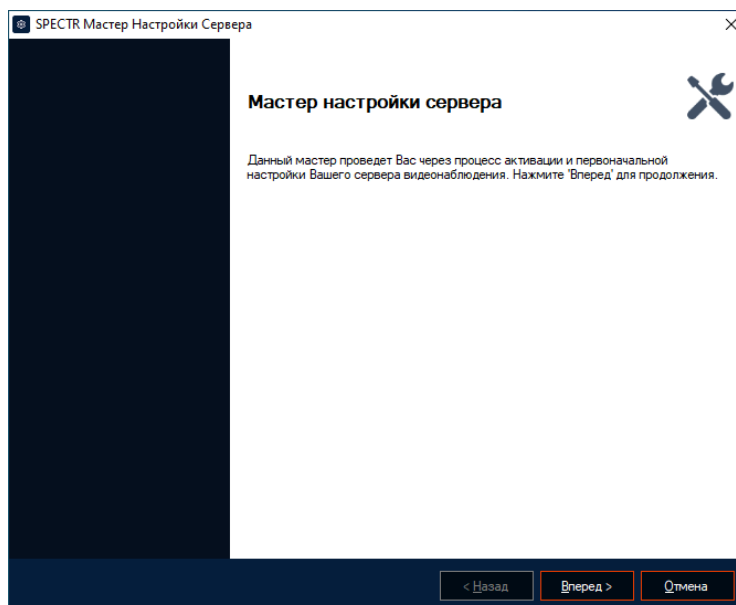 SPECTR Мастер Настройки Сервера
Мастер настройки сервера
Данный мастер проведет Вас через процесс активации и первоначальной
настройки Вашего сервера видеонаблюдения. Нажмите 'Вперед' для продолжения.
< Назад
Вперед >
Отмена